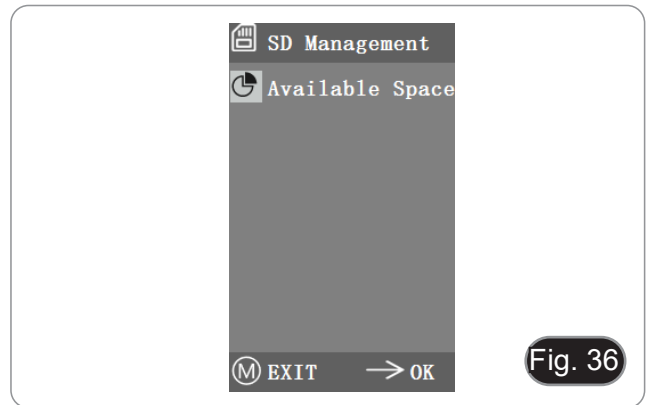 SD Management
Available Space
M EXIT → OK
Fig. 36